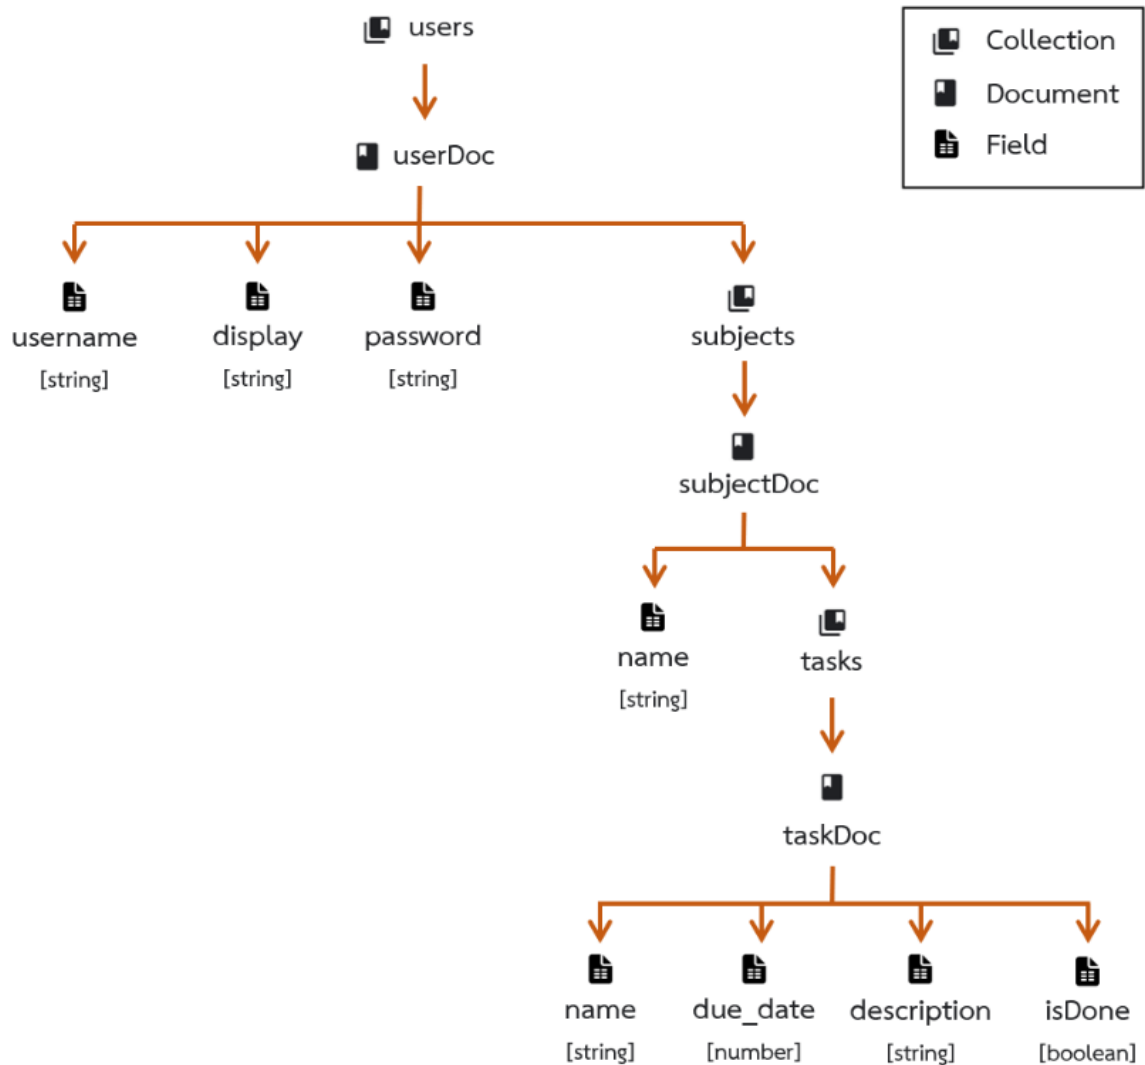 users
Collection
Document
Field
userDoc
username
display
password
subjects
[string]
[string]
[string]
subjectDoc
name
tasks
[string]
taskDoc
name
due_date
description
isDone
[string]
[number]
[string]
[boolean]